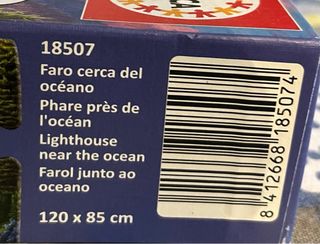 18507
Faro cerca del
océano
Phare près de
l'océan
Lighthouse
near the ocean
Farol junto ao
oceano
120 x 85 cm
8 412668 185074